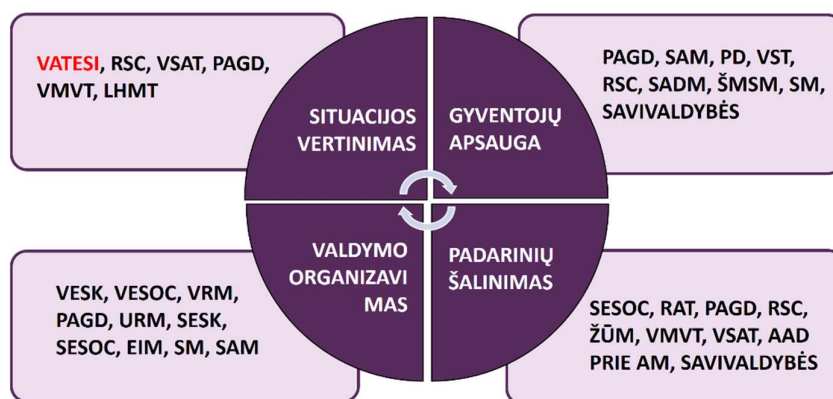 VATESI, RSC, VSAT, PAGD,
VMVT, LHMT
PAGD, SAM, PD, VST,
RSC, SADM, ŠMSM, SM,
SAVIVALDYBĖS
SITUACIJOS
VERTINIMAS
GYVENTOJŲ
APSAUGA
VALDYMO
ORGANIZAVI
MAS
PADARINIŲ
ŠALINIMAS
VESK, VESOC, VRM,
PAGD, URM, SESK,
SESOC, EIM, SM, SAM
SESOC, RAT, PAGD, RSC,
ŽŪM, VMVT, VSAT, AAD
PRIE AM, SAVIVALDYBĖS